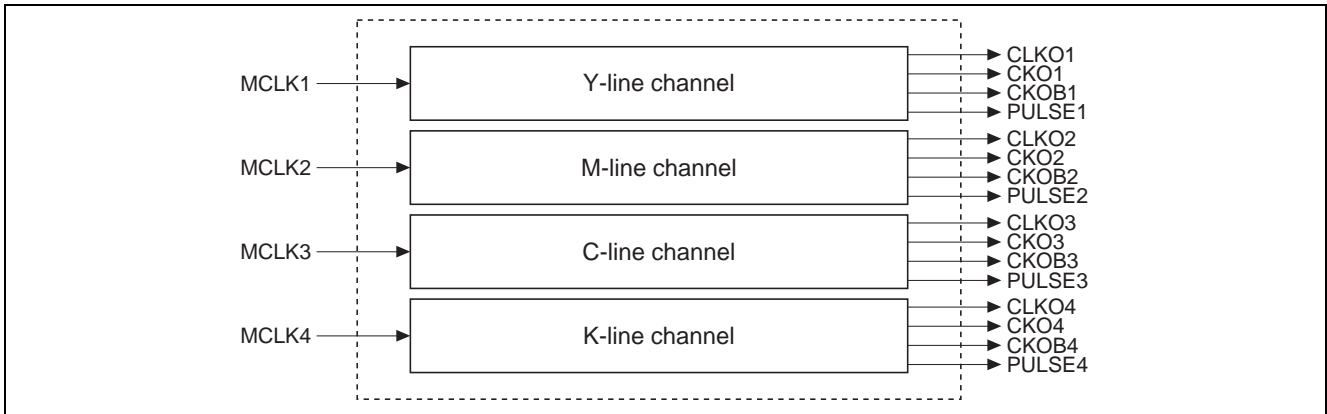 MCLK1
Y-line channel
CLKO1
CKO1
CKOB1
PULSE1
MCLK2
M-line channel
CLKO2
CKO2
CKOB2
PULSE2
MCLK3
C-line channel
CLKO3
CKO3
CKOB3
PULSE3
MCLK4
K-line channel
CLKO4
CKO4
CKOB4
PULSE4